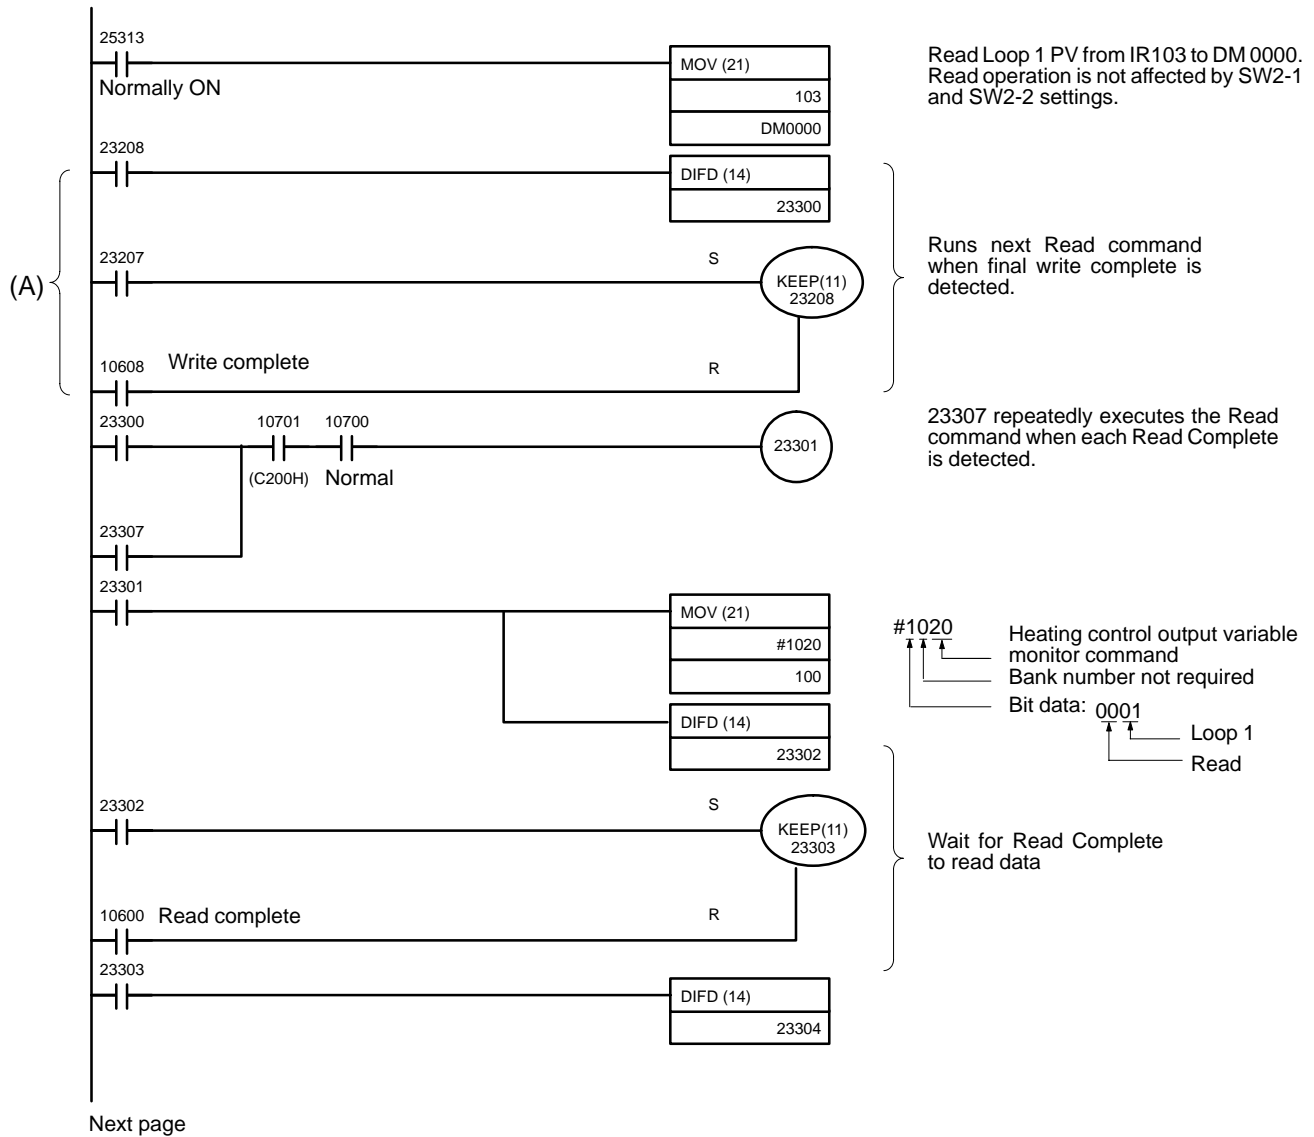 25313
Normally ON
MOV (21)
103
DM0000
Read Loop 1 PV from IR103 to DM 0000.
Read operation is not affected by SW2-1
and SW2-2 settings.
23208
DIFD (14)
23300
(A)
23207
S
KEEP(11)
23208
Runs next Read command
when final write complete is
detected.
10608
Write complete
R
23300
10701
10700
(C200H)
Normal
23301
23307 repeatedly executes the Read
command when each Read Complete
is detected.
23307
23301
MOV (21)
#1020
100
#1020
Heating control output variable
monitor command
Bank number not required
Bit data: 0001
Loop 1
Read
DIFD (14)
23302
23302
S
KEEP(11)
23303
Wait for Read Complete
to read data
10600
Read complete
R
23303
DIFD (14)
23304
Next page